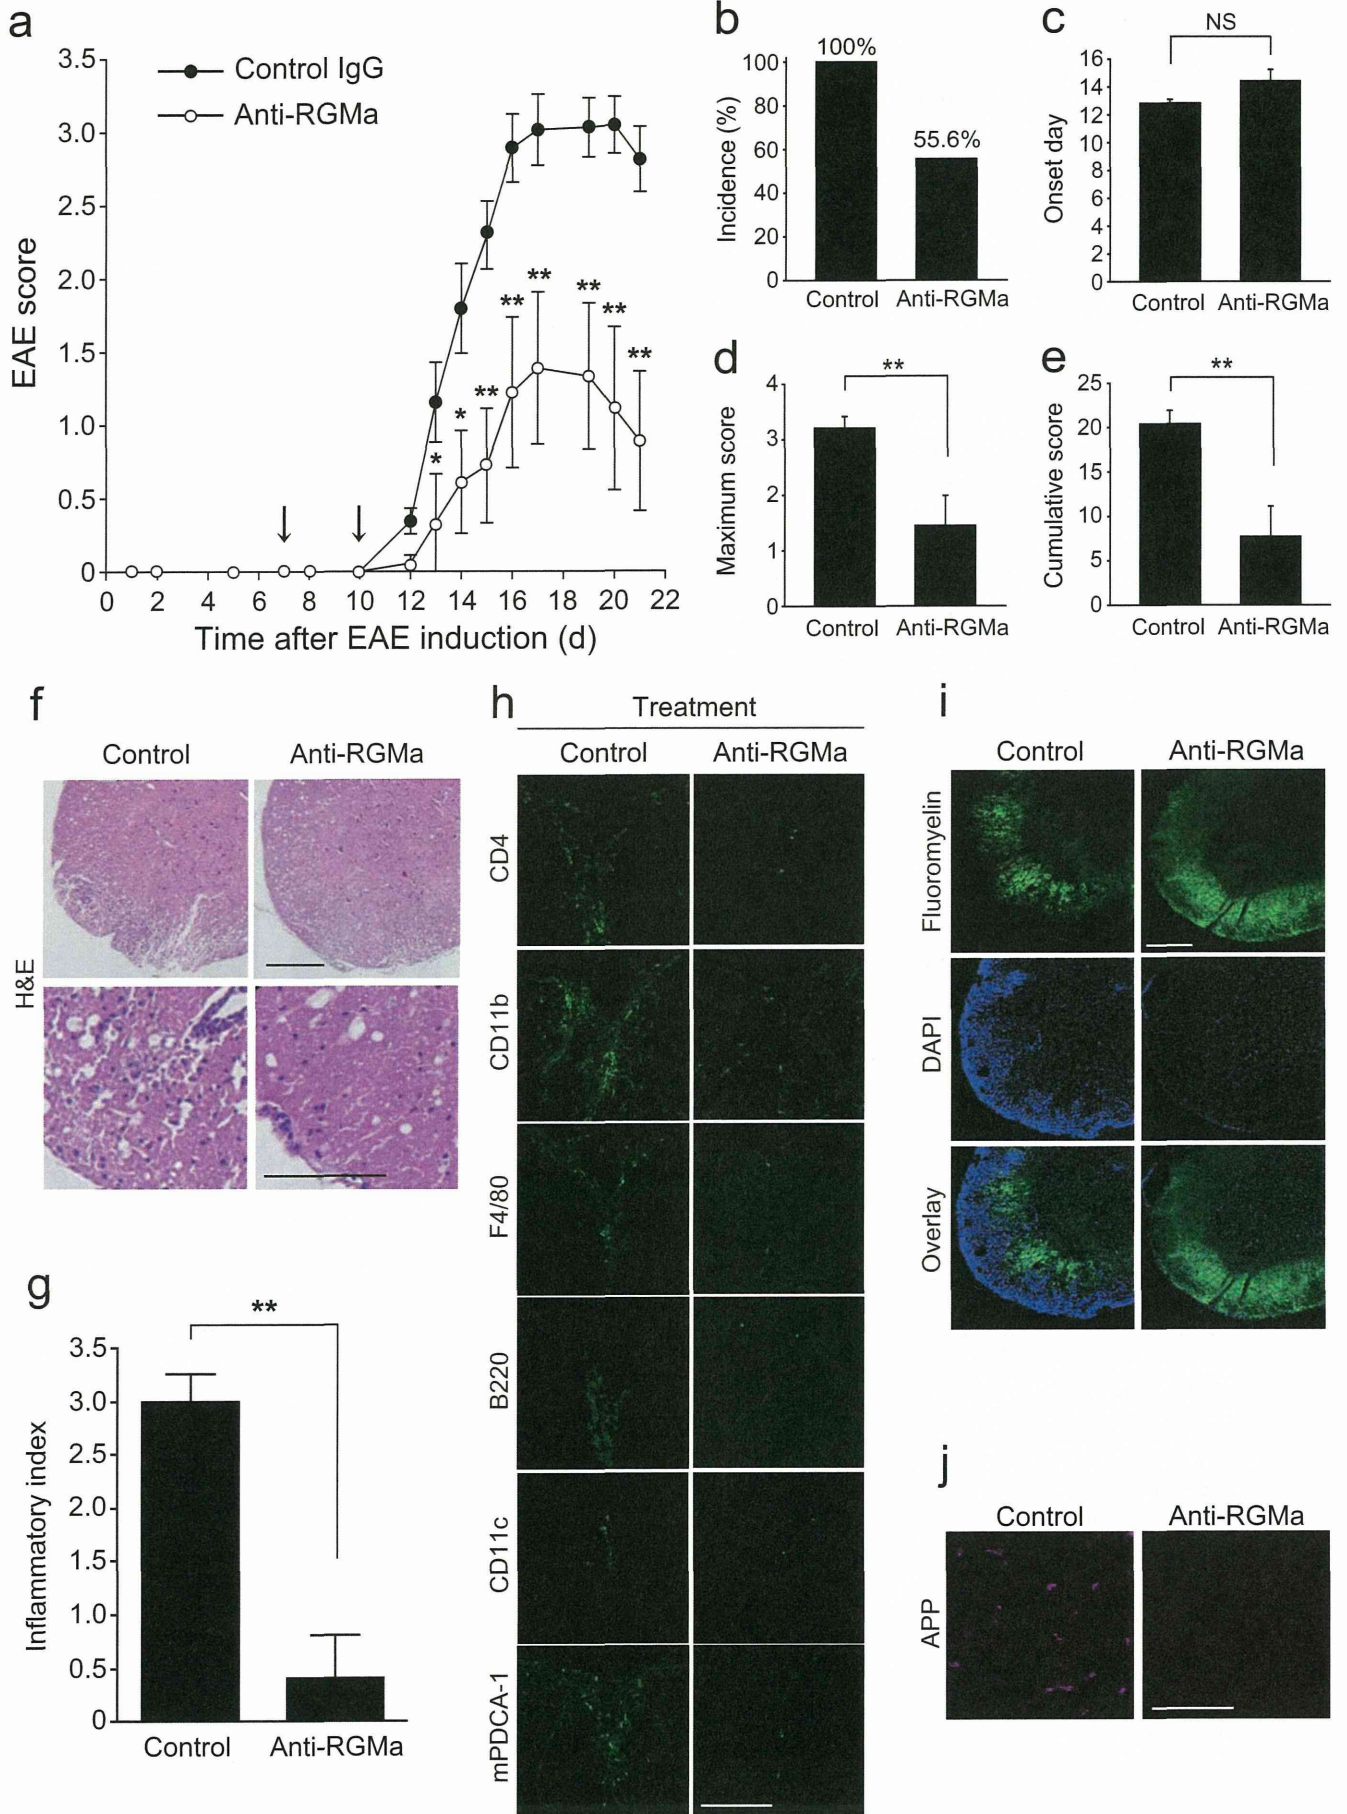 a
3.5
3.0
2.5
2.0
1.5
1.0
0.5
0
EAE score
Control IgG
Anti-RGMa
*
*
**
**
**
**
**
**
0 2 4 6 8 10 12 14 16 18 20 22
Time after EAE induction (d)
b
100
80
60
40
20
0
Incidence (%)
100%
55.6%
Control Anti-RGMa
c
NS
16
14
12
10
8
6
4
2
0
Onset day
Control Anti-RGMa
d
**
4
3
2
1
0
Maximum score
Control Anti-RGMa
e
**
25
20
15
10
5
0
Cumulative score
Control Anti-RGMa
f
Control Anti-RGMa
H&E
g
**
3.5
3.0
2.5
2.0
1.5
1.0
0.5
0
Inflammatory index
Control Anti-RGMa
h
Treatment
Control Anti-RGMa
CD4
CD11b
F4/80
B220
CD11c
mPDCA-1
i
Control Anti-RGMa
Fluoromyelin
DAPI
Overlay
j
Control Anti-RGMa
APP